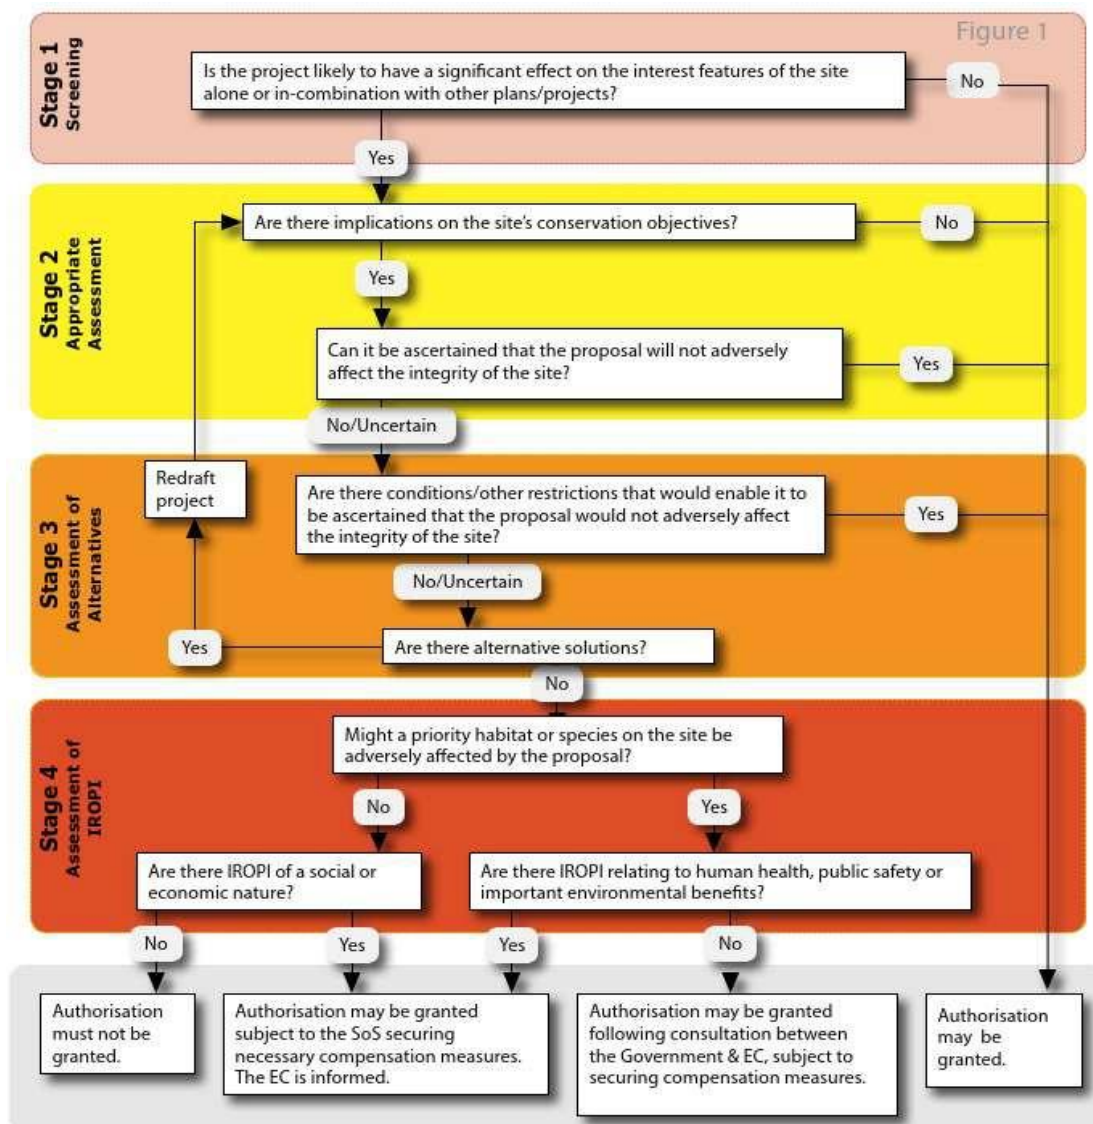 Figure 1
Stage 1
Screening
Is the project likely to have a significant effect on the interest features of the site
alone or in-combination with other plans/projects?
No
Yes
Stage 2
Appropriate
Assessment
Are there implications on the site's conservation objectives?
No
Yes
Can it be ascertained that the proposal will not adversely
affect the integrity of the site?
Yes
No/Uncertain
Stage 3
Assessment of
Alternatives
Redraft
project
Are there conditions/other restrictions that would enable it to
be ascertained that the proposal would not adversely affect
the integrity of the site?
Yes
No/Uncertain
Yes
Are there alternative solutions?
No
Stage 4
Assessment of
IROPI
Might a priority habitat or species on the site be
adversely affected by the proposal?
No
Yes
Are there IROPI of a social or
economic nature?
Are there IROPI relating to human health, public safety or
important environmental benefits?
No
Yes
Yes
No
Authorisation
must not be
granted.
Authorisation may be granted
subject to the SoS securing
necessary compensation measures.
The EC is informed.
Authorisation may be granted
following consultation between
the Government & EC, subject to
securing compensation measures.
Authorisation
may be
granted.